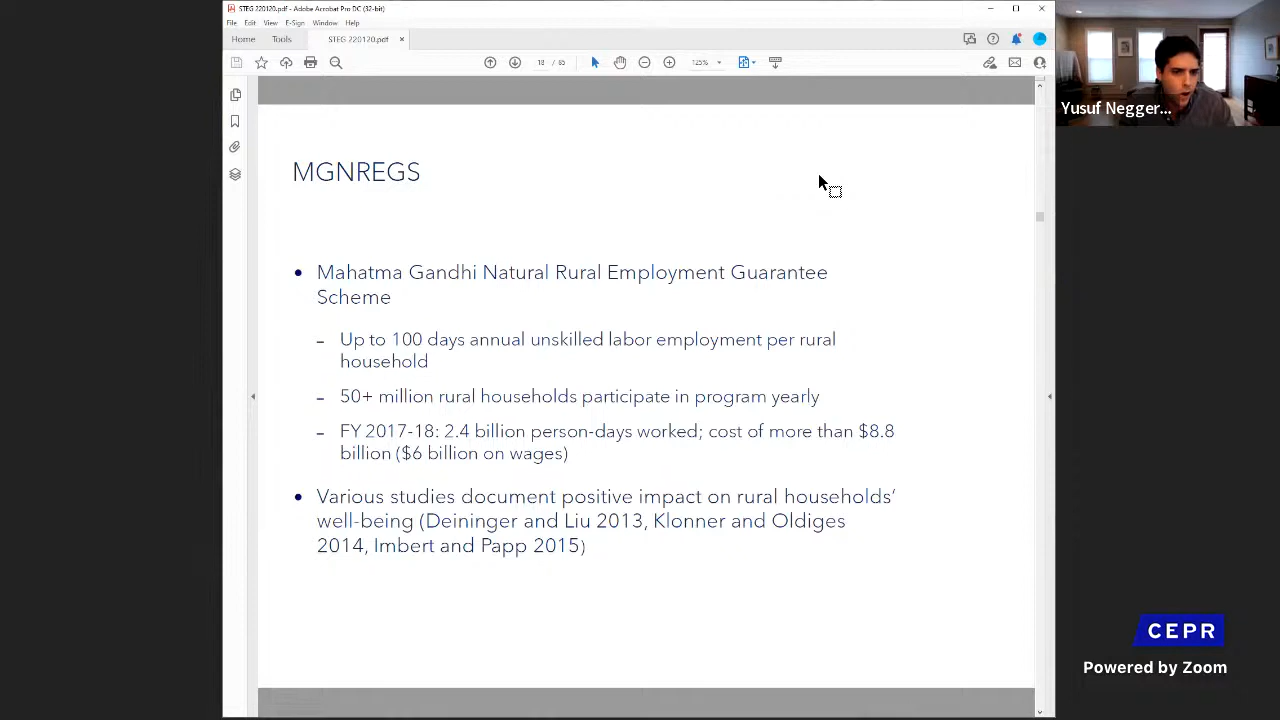 STEG 220120.pdf - Adobe Acrobat Pro DC (32-bit)
File Edit View E-Sign Window Help
Home Tools STEG 220120.pdf ×
18 / 85 125%
Yusuf Negger...
MGNREGS
• Mahatma Gandhi Natural Rural Employment Guarantee
Scheme
– Up to 100 days annual unskilled labor employment per rural
household
– 50+ million rural households participate in program yearly
– FY 2017-18: 2.4 billion person-days worked; cost of more than $8.8
billion ($6 billion on wages)
• Various studies document positive impact on rural households'
well-being (Deininger and Liu 2013, Klonner and Oldiges
2014, Imbert and Papp 2015)
CEPR
Powered by Zoom